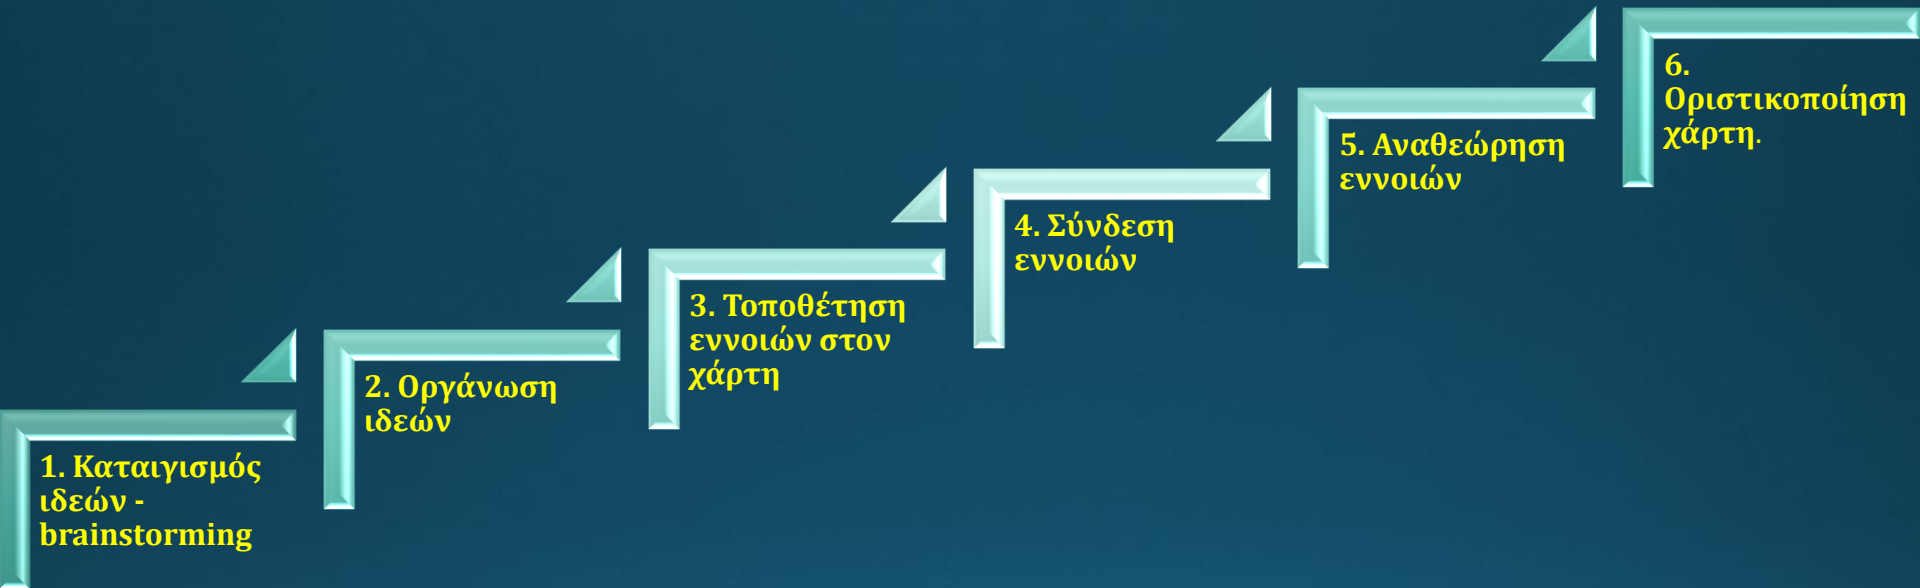 1. Καταιγισμός
ιδεών -
brainstorming
2. Οργάνωση
ιδεών
3. Τοποθέτηση
εννοιών στον
χάρτη
4. Σύνδεση
εννοιών
5. Αναθεώρηση
εννοιών
6.
Οριστικοποίηση
χάρτη.